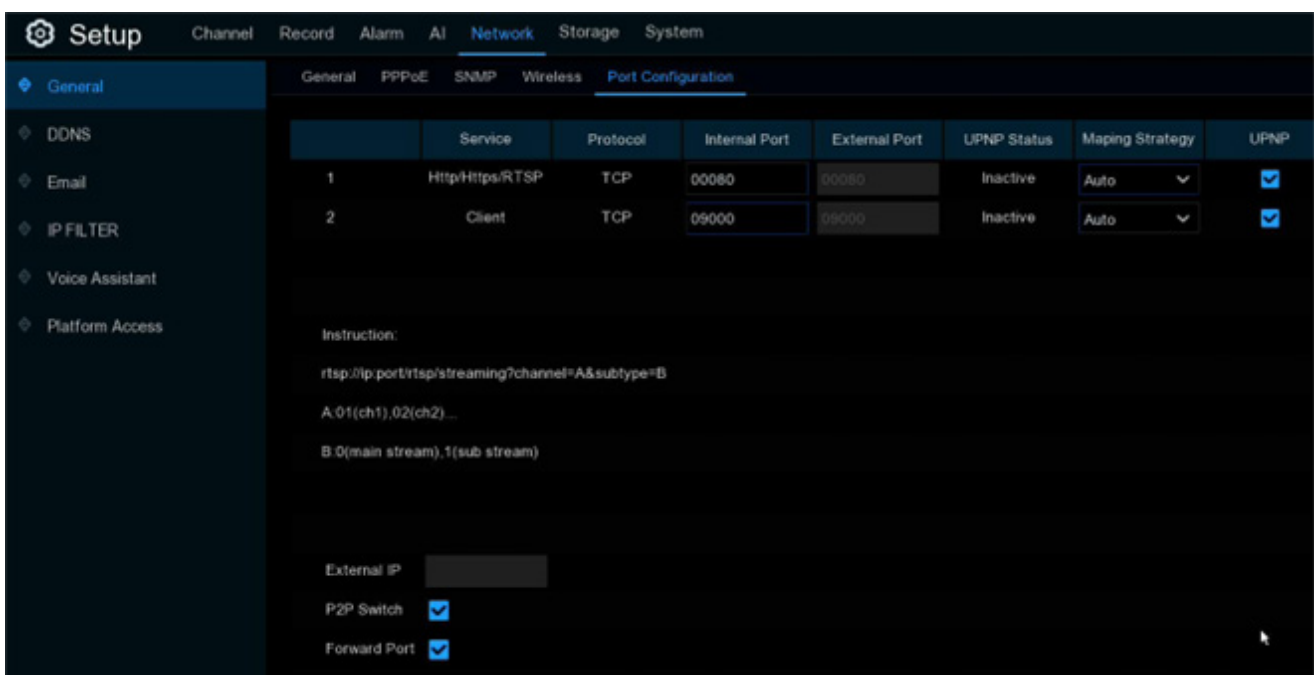 Setup Channel Record Alarm AI Network Storage System
General General PPPoE SNMP Wireless Port Configuration
DDNS
Service Protocol Internal Port External Port UPNP Status Maping Strategy UPNP
1 Http/Https/RTSP TCP 00080 00080 Inactive Auto
Email
2 Client TCP 09000 09000 Inactive Auto
IP FILTER
Voice Assistant
Platform Access
Instruction:
rtsp://ip:port/rtsp/streaming?channel=A&subtype=B
A:01(ch1),02(ch2)...
B:0(main stream),1(sub stream)
External IP
P2P Switch
Forward Port